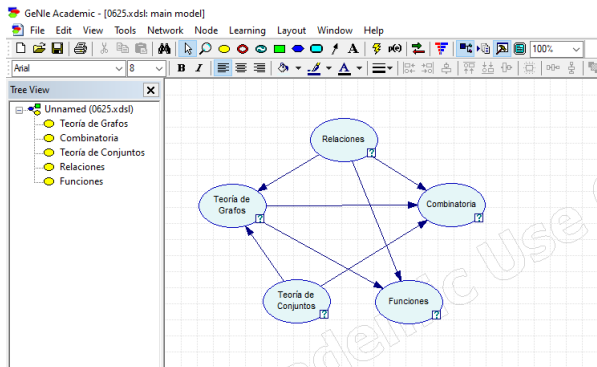 GeNIe Academic - [0625.xdsl: main model]
File Edit View Tools Network Node Learning Layout Window Help
100%
Arial 8 B I A
Tree View
Unnamed (0625.xdsl)
Teoría de Grafos
Combinatoria
Teoría de Conjuntos
Relaciones
Funciones
Relaciones
?
Teoría de
Grafos
?
Combinatoria
?
Teoría de
Conjuntos
?
Funciones
?
demic Use